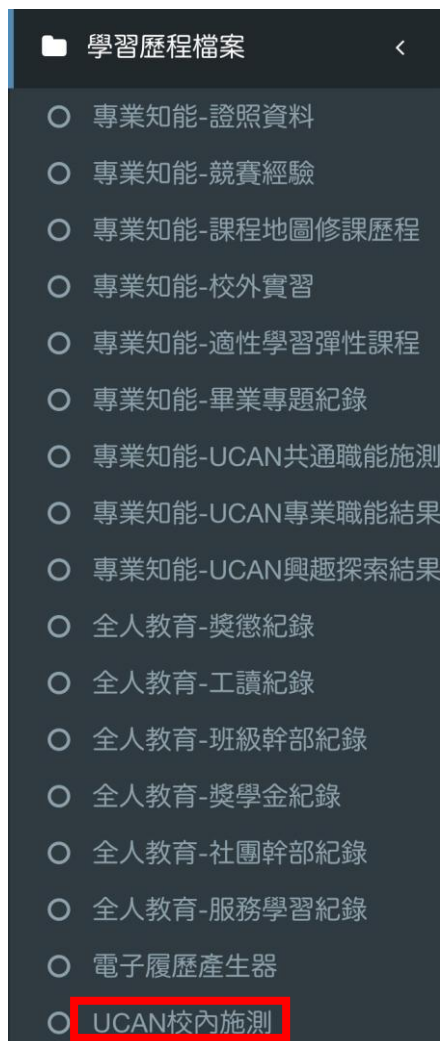 學習歷程檔案
專業知能-證照資料
專業知能-競賽經驗
專業知能-課程地圖修課歷程
專業知能-校外實習
專業知能-適性學習彈性課程
專業知能-畢業專題紀錄
專業知能-UCAN共通職能施測
專業知能-UCAN專業職能結果
專業知能-UCAN興趣探索結果
全人教育-獎懲紀錄
全人教育-工讀紀錄
全人教育-班級幹部紀錄
全人教育-獎學金紀錄
全人教育-社團幹部紀錄
全人教育-服務學習紀錄
電子履歷產生器
UCAN校內施測